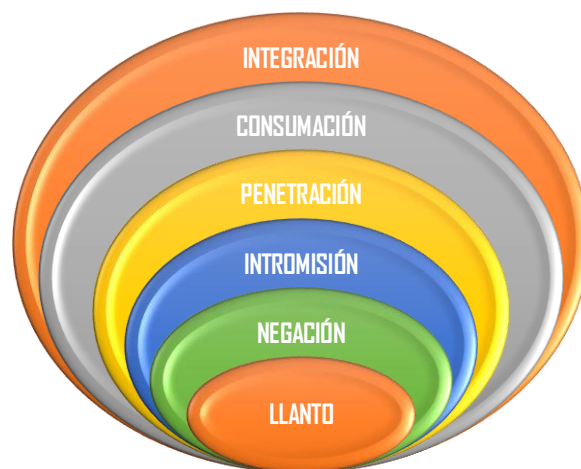 INTEGRACIÓN
CONSUMACIÓN
PENETRACIÓN
INTROMISIÓN
NEGACIÓN
LLANTO